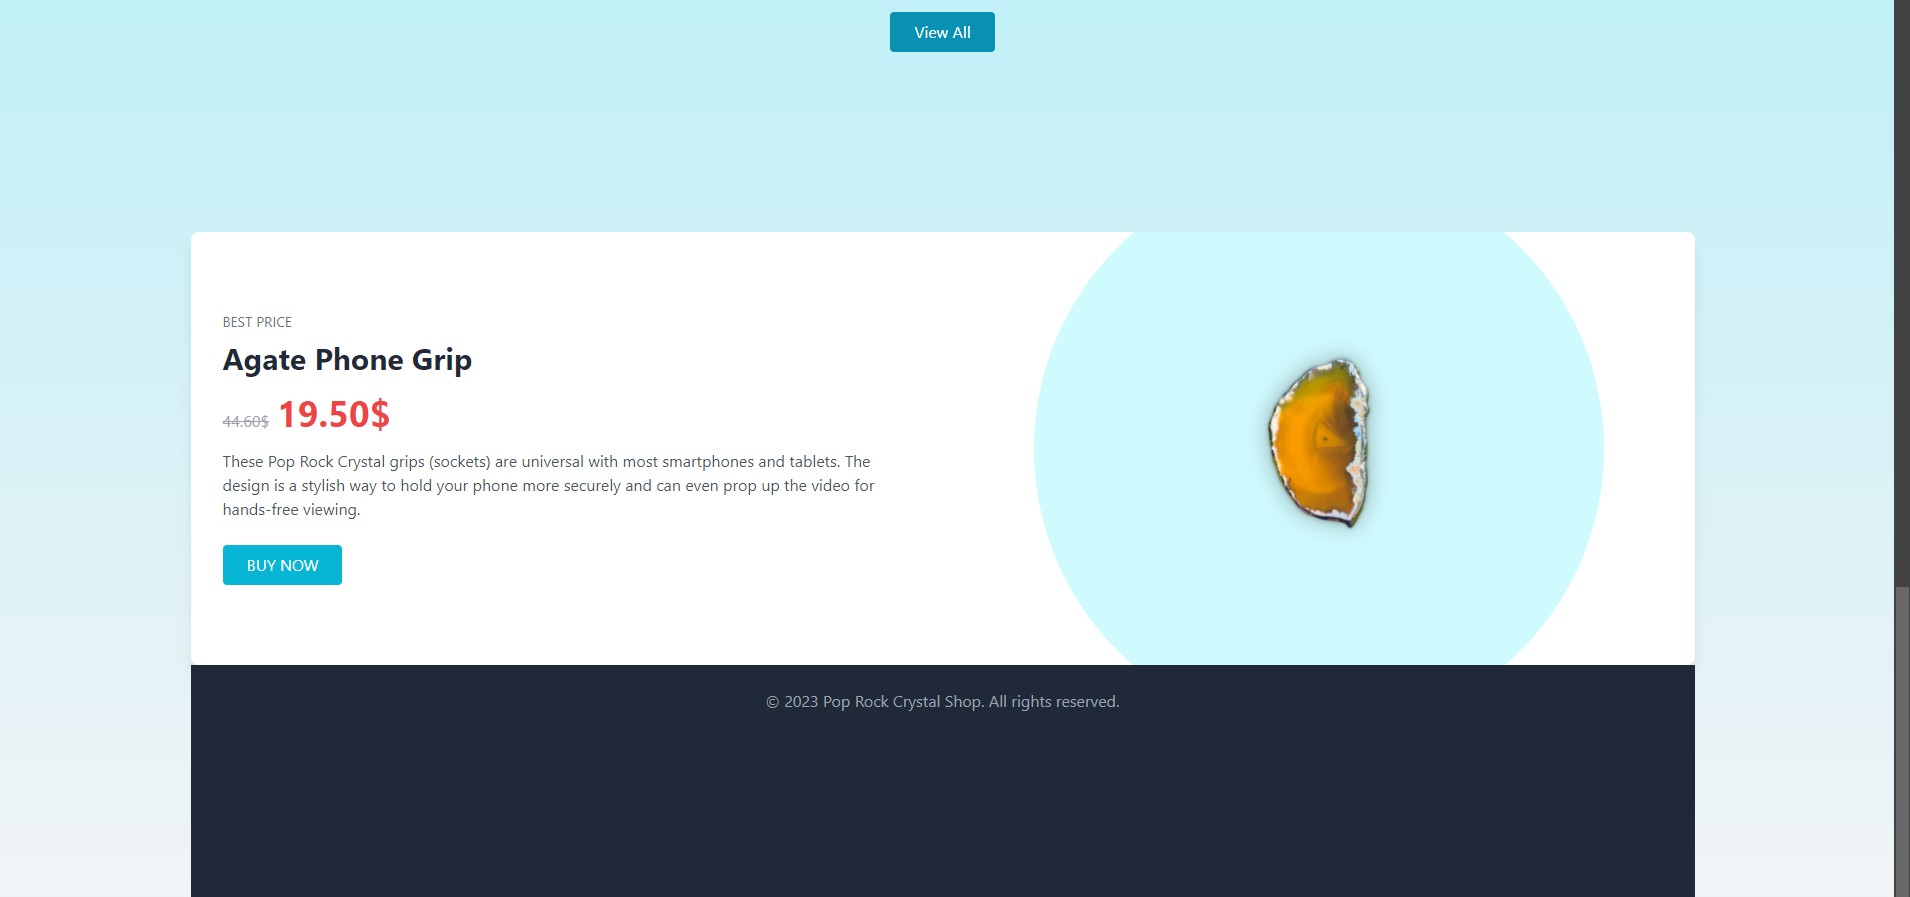 View All
BEST PRICE
Agate Phone Grip
44.60$ 19.50$
These Pop Rock Crystal grips (sockets) are universal with most smartphones and tablets. The
design is a stylish way to hold your phone more securely and can even prop up the video for
hands-free viewing.
BUY NOW
© 2023 Pop Rock Crystal Shop. All rights reserved.